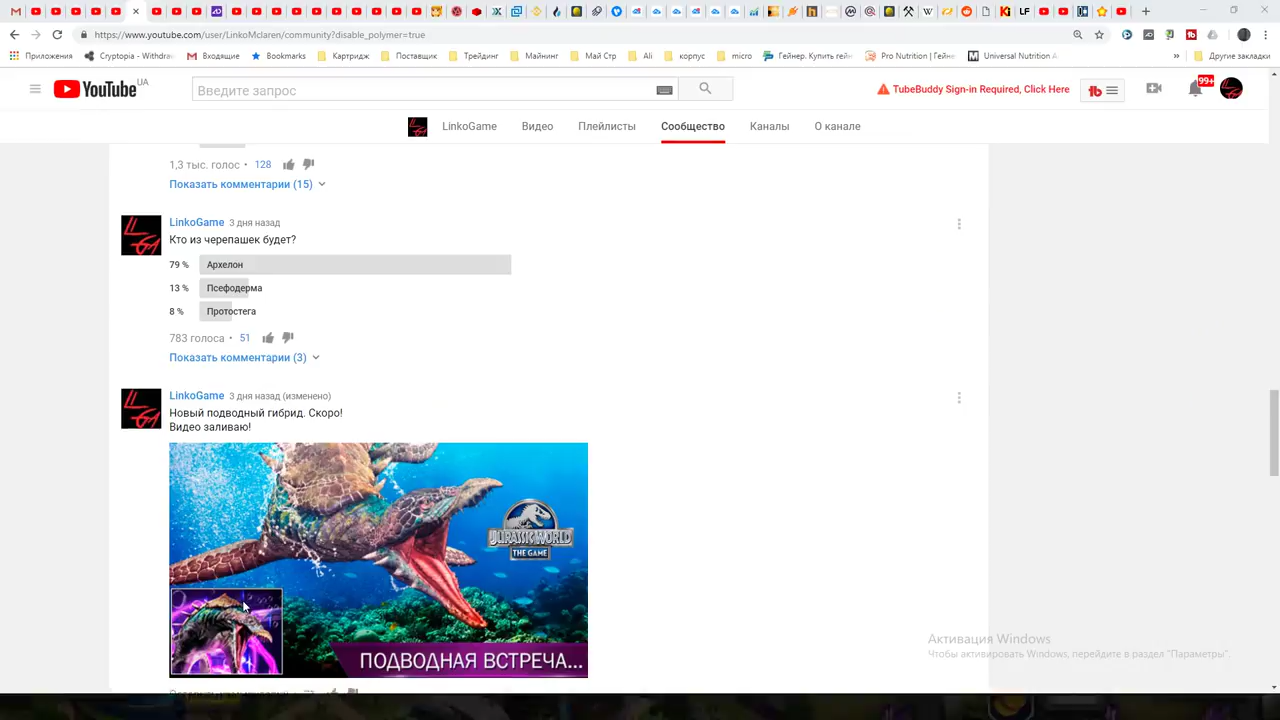 https://www.youtube.com/user/LinkoMclaren/community?disable_polymer=true
Приложения
Cryptopia - Withdraw
Входящие
Bookmarks
Картридж
Поставщик
Трейдинг
Майнинг
Май Стр
Ali
корпус
micro
Гейнер. Купить гейн
Pro Nutrition | Гейне
Universal Nutrition A
»
Другие закладки
YouTube UA
Введите запрос
TubeBuddy Sign-in Required, Click Here
99+
LinkoGame
Видео
Плейлисты
Сообщество
Каналы
О канале
1,3 тыс. голос • 128
Показать комментарии (15)
LinkoGame 3 дня назад
Кто из черепашек будет?
79 % Архелон
13 % Псефодерма
8 % Протостега
783 голоса • 51
Показать комментарии (3)
LinkoGame 3 дня назад (изменено)
Новый подводный гибрид. Скоро!
Видео заливаю!
JURASSIC WORLD
THE GAME
ПОДВОДНАЯ ВСТРЕЧА...
Активация Windows
Чтобы активировать Windows, перейдите в раздел "Параметры".